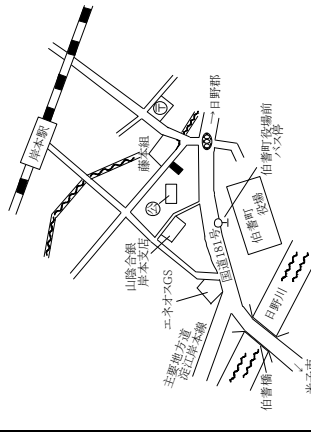 岸本駅
〒
藤本組
→日野郡
伯耆町役場前
バス停
公
山陰合銀
岸本支店
伯耆町
役場
国道181号
エネオスGS
主要地方道
淀江岸本線
日野川
伯耆橋